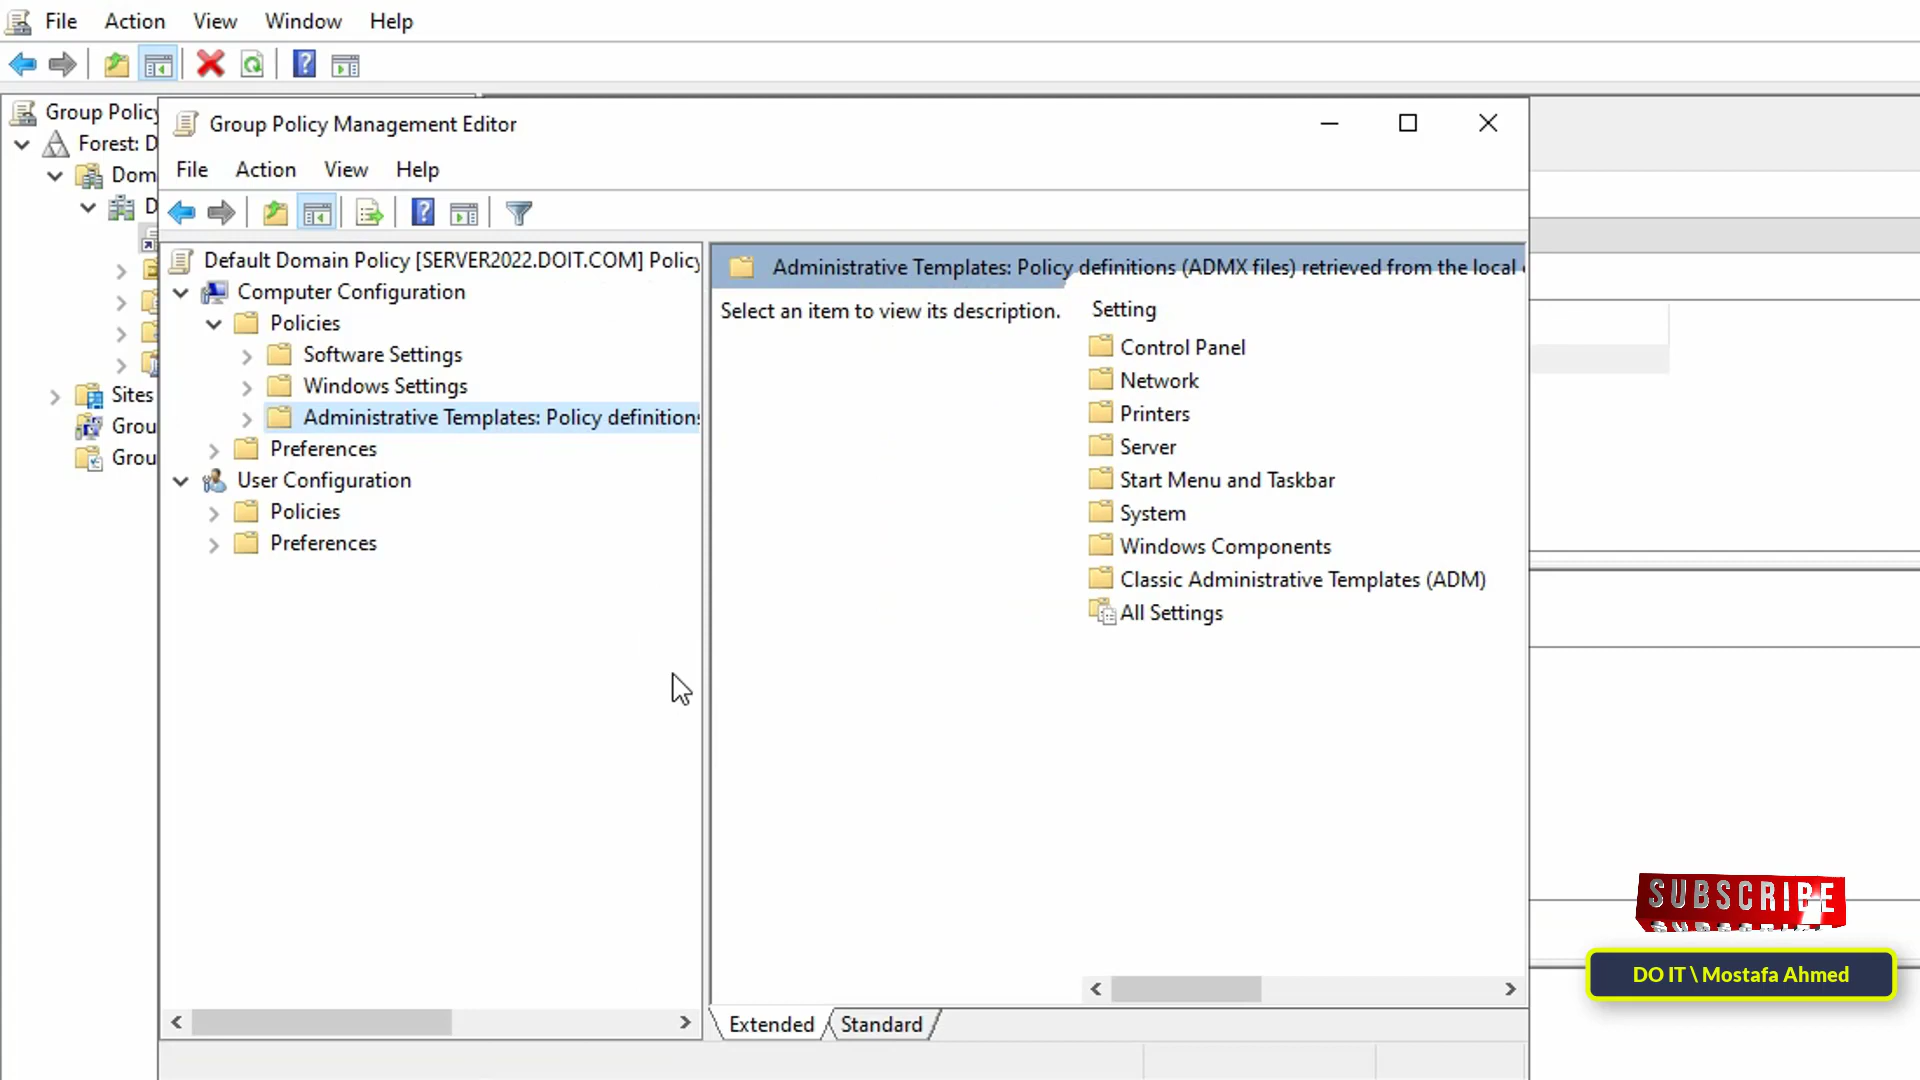 File Action View Window Help
Group Policy
Forest: D
Dom
D
Sites
Grou
Grou
Group Policy Management Editor
File Action View Help
Default Domain Policy [SERVER2022.DOIT.COM] Policy
Computer Configuration
Policies
Software Settings
Windows Settings
Administrative Templates: Policy definitions
Preferences
User Configuration
Policies
Preferences
Administrative Templates: Policy definitions (ADMX files) retrieved from the local
Select an item to view its description.
Setting
Control Panel
Network
Printers
Server
Start Menu and Taskbar
System
Windows Components
Classic Administrative Templates (ADM)
All Settings
Extended Standard
SUBSCRIBE
DO IT \ Mostafa Ahmed